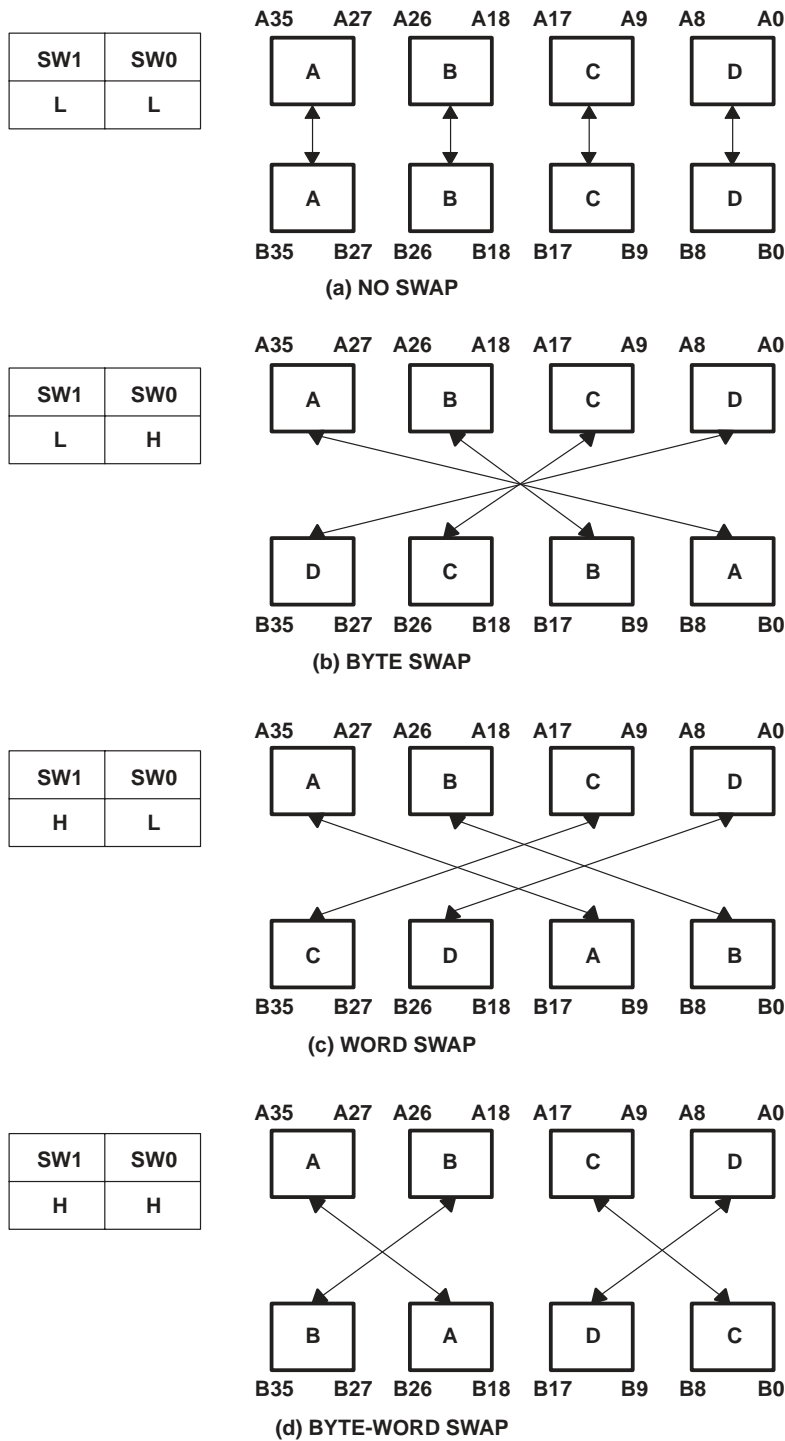 A35 A27 A26 A18 A17 A9 A8 A0
SW1 SW0
L L
A B C D
A B C D
B35 B27 B26 B18 B17 B9 B8 B0
(a) NO SWAP
A35 A27 A26 A18 A17 A9 A8 A0
SW1 SW0
L H
A B C D
D C B A
B35 B27 B26 B18 B17 B9 B8 B0
(b) BYTE SWAP
A35 A27 A26 A18 A17 A9 A8 A0
SW1 SW0
H L
A B C D
C D A B
B35 B27 B26 B18 B17 B9 B8 B0
(c) WORD SWAP
A35 A27 A26 A18 A17 A9 A8 A0
SW1 SW0
H H
A B C D
B A D C
B35 B27 B26 B18 B17 B9 B8 B0
(d) BYTE-WORD SWAP